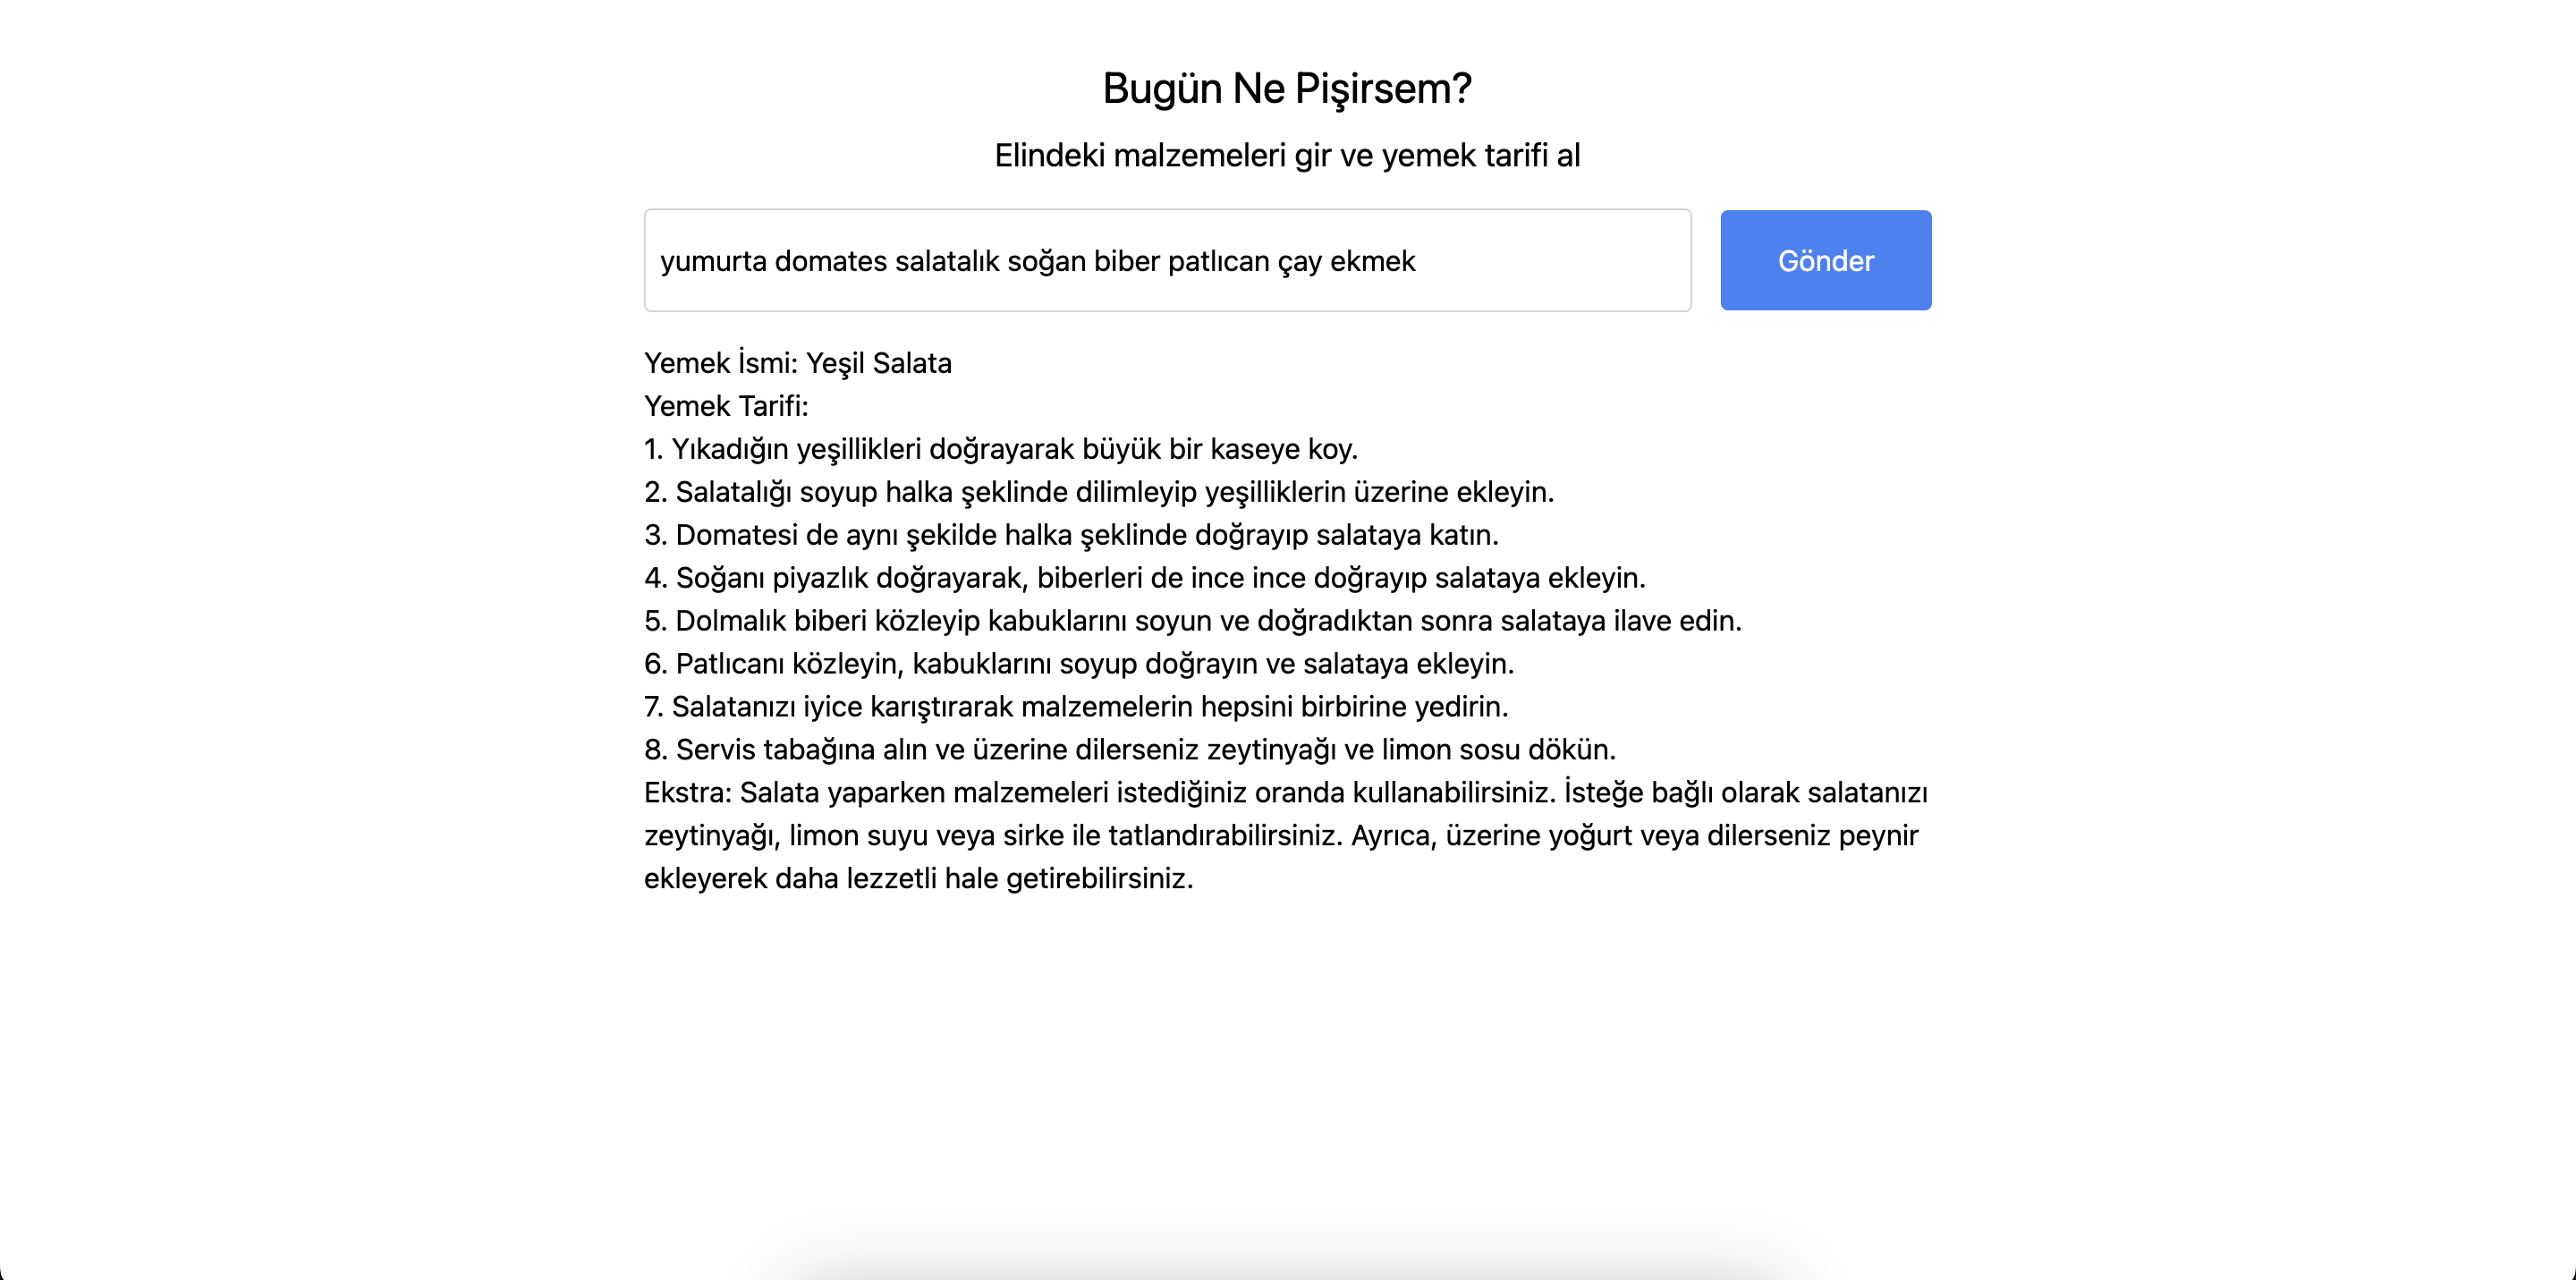 Bugün Ne Pişirsem?
Elindeki malzemeleri gir ve yemek tarifi al
yumurta domates salatalık soğan biber patlıcan çay ekmek
Gönder
Yemek İsmi: Yeşil Salata
Yemek Tarifi:
1. Yıkadığın yeşillikleri doğrayarak büyük bir kaseye koy.
2. Salatalığı soyup halka şeklinde dilimleyip yeşilliklerin üzerine ekleyin.
3. Domatesi de aynı şekilde halka şeklinde doğrayıp salataya katın.
4. Soğanı piyazlık doğrayarak, biberleri de ince ince doğrayıp salataya ekleyin.
5. Dolmalık biberi közleyip kabuklarını soyun ve doğradıktan sonra salataya ilave edin.
6. Patlıcanı közleyin, kabuklarını soyup doğrayın ve salataya ekleyin.
7. Salatanızı iyice karıştırarak malzemelerin hepsini birbirine yedirin.
8. Servis tabağına alın ve üzerine dilerseniz zeytinyağı ve limon sosu dökün.
Ekstra: Salata yaparken malzemeleri istediğiniz oranda kullanabilirsiniz. İsteğe bağlı olarak salatanızı
zeytinyağı, limon suyu veya sirke ile tatlandırabilirsiniz. Ayrıca, üzerine yoğurt veya dilerseniz peynir
ekleyerek daha lezzetli hale getirebilirsiniz.